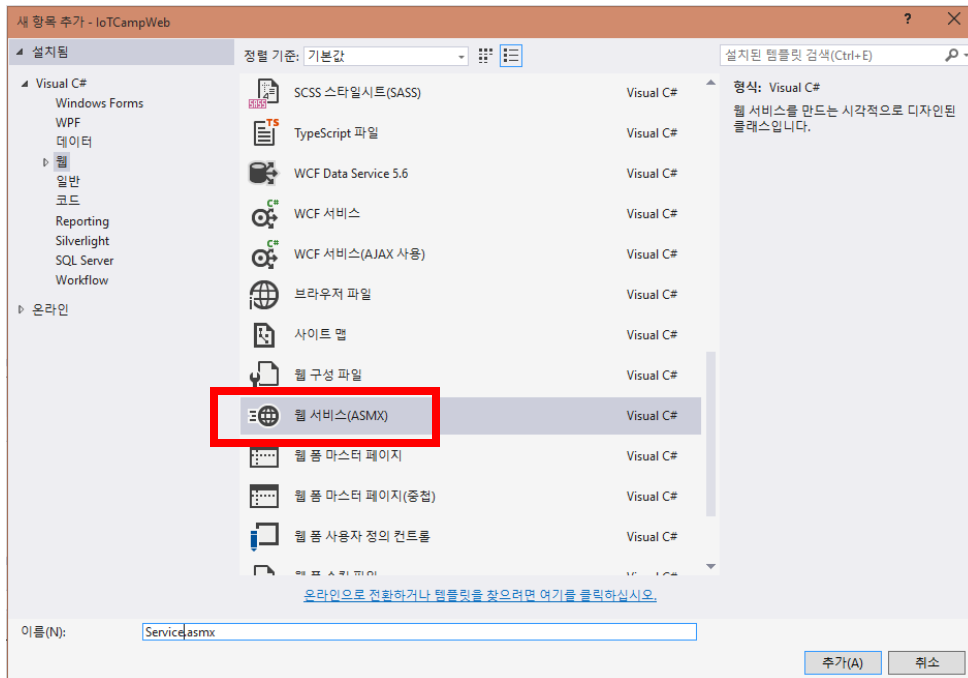 새 항목 추가 - IoTCampWeb
?
설치됨
정렬 기준: 기본값
설치된 템플릿 검색(Ctrl+E)
Visual C#
Windows Forms
WPF
데이터
웹
일반
코드
Reporting
Silverlight
SQL Server
Workflow
온라인
SASS
SCSS 스타일시트(SASS) Visual C#
TS
TypeScript 파일 Visual C#
WCF Data Service 5.6 Visual C#
C#
WCF 서비스 Visual C#
C#
WCF 서비스(AJAX 사용) Visual C#
브라우저 파일 Visual C#
사이트 맵 Visual C#
웹 구성 파일 Visual C#
웹 서비스(ASMX) Visual C#
웹 폼 마스터 페이지 Visual C#
웹 폼 마스터 페이지(중첩) Visual C#
웹 폼 사용자 정의 컨트롤 Visual C#
형식: Visual C#
웹 서비스를 만드는 시각적으로 디자인된
클래스입니다.
온라인으로 전환하거나 템플릿을 찾으려면 여기를 클릭하십시오.
이름(N): Service.asmx
추가(A) 취소